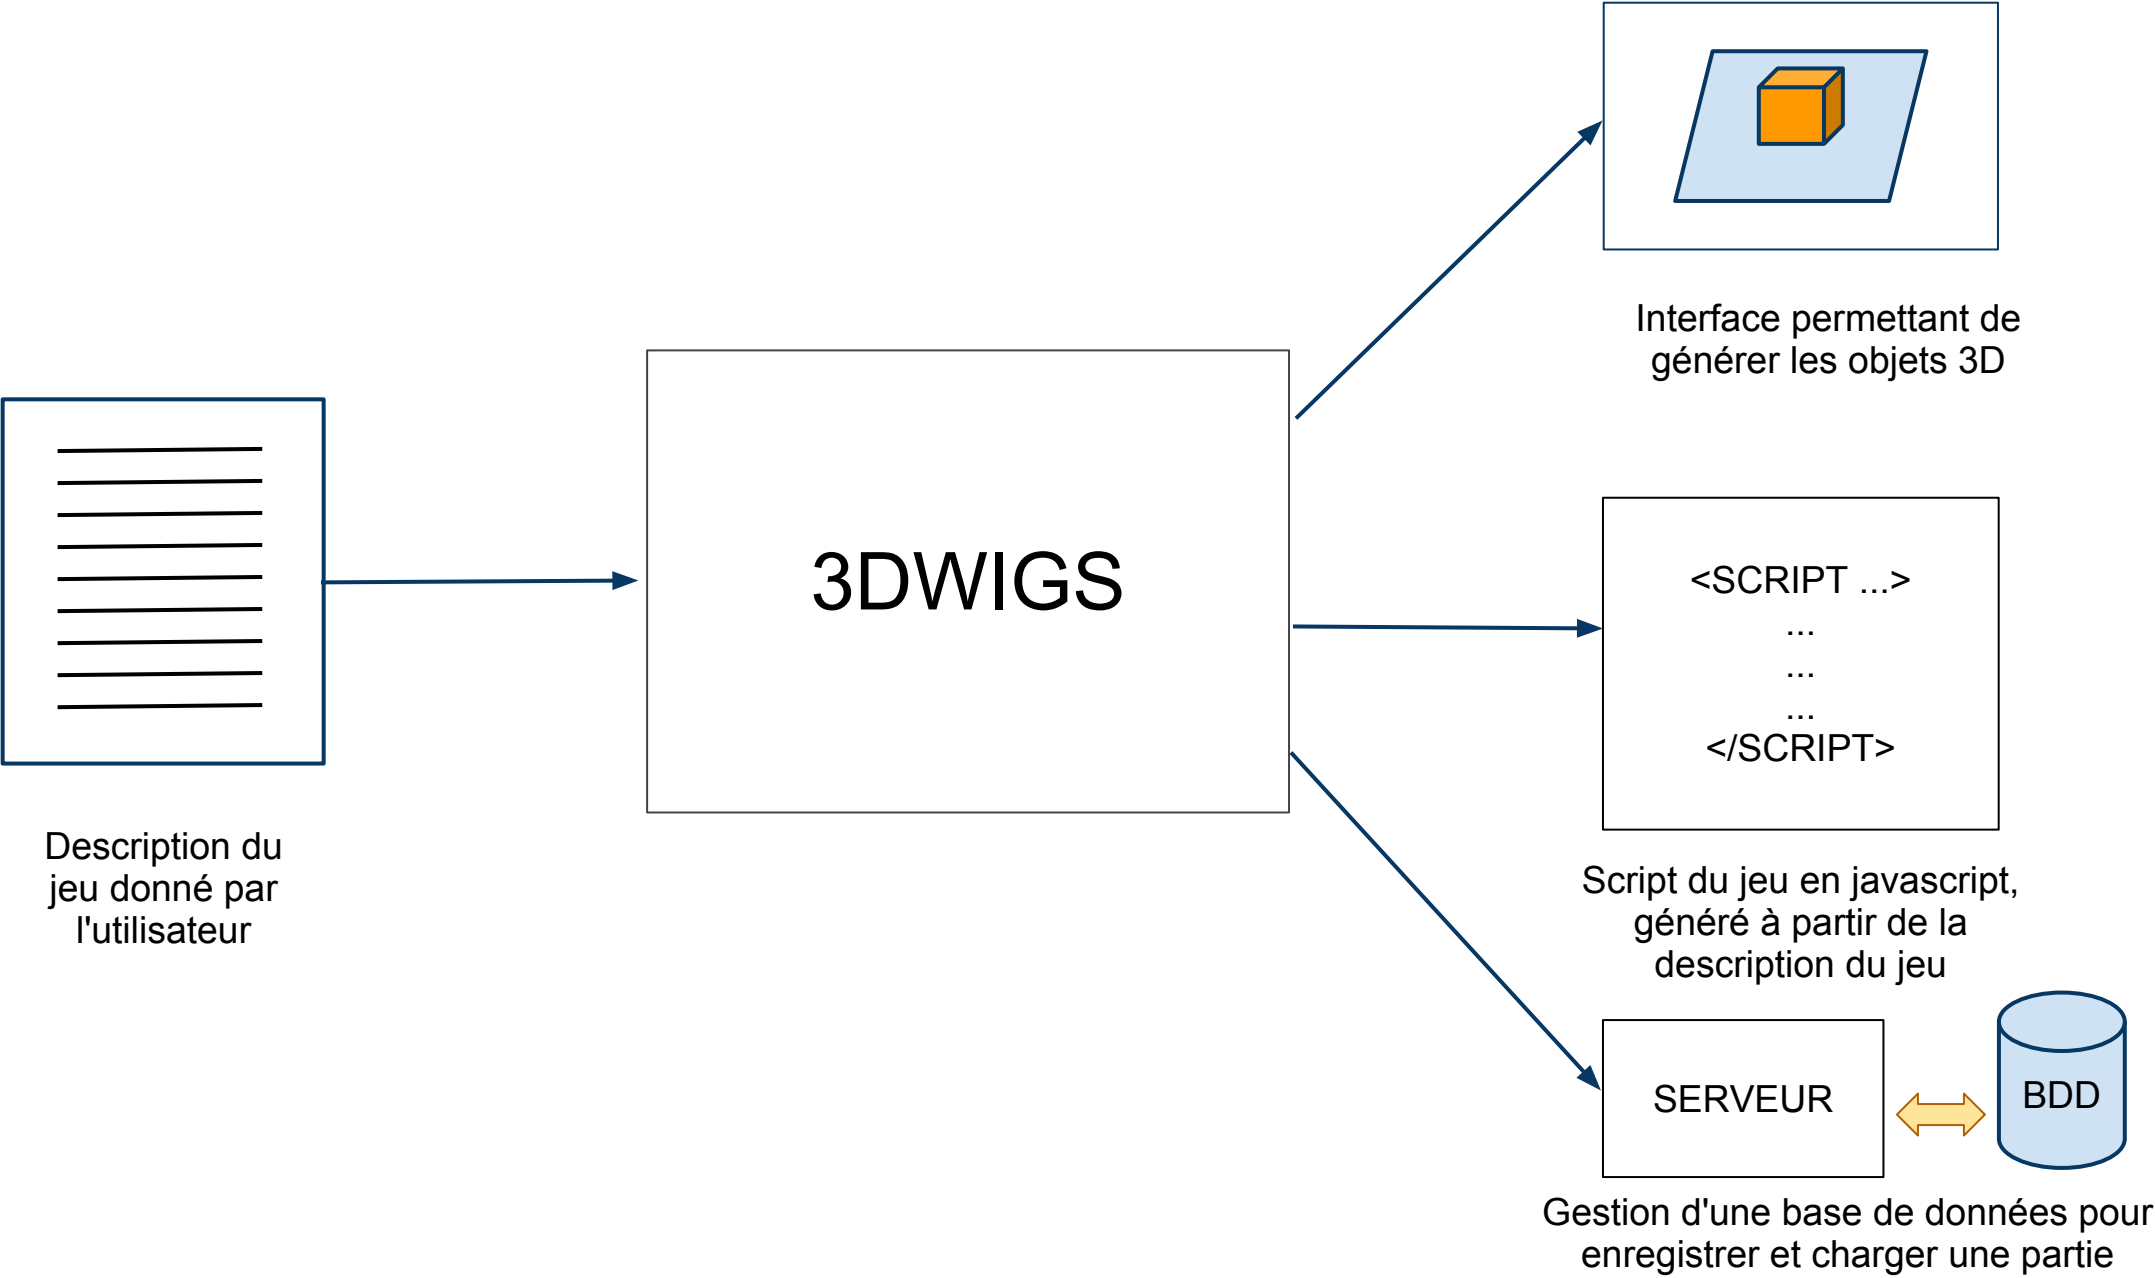 Interface permettant de
générer les objets 3D
3DWIGS
<SCRIPT ...>
...
...
...
</SCRIPT>
Description du
jeu donné par
l'utilisateur
Script du jeu en javascript,
généré à partir de la
description du jeu
SERVEUR
BDD
Gestion d'une base de données pour
enregistrer et charger une partie